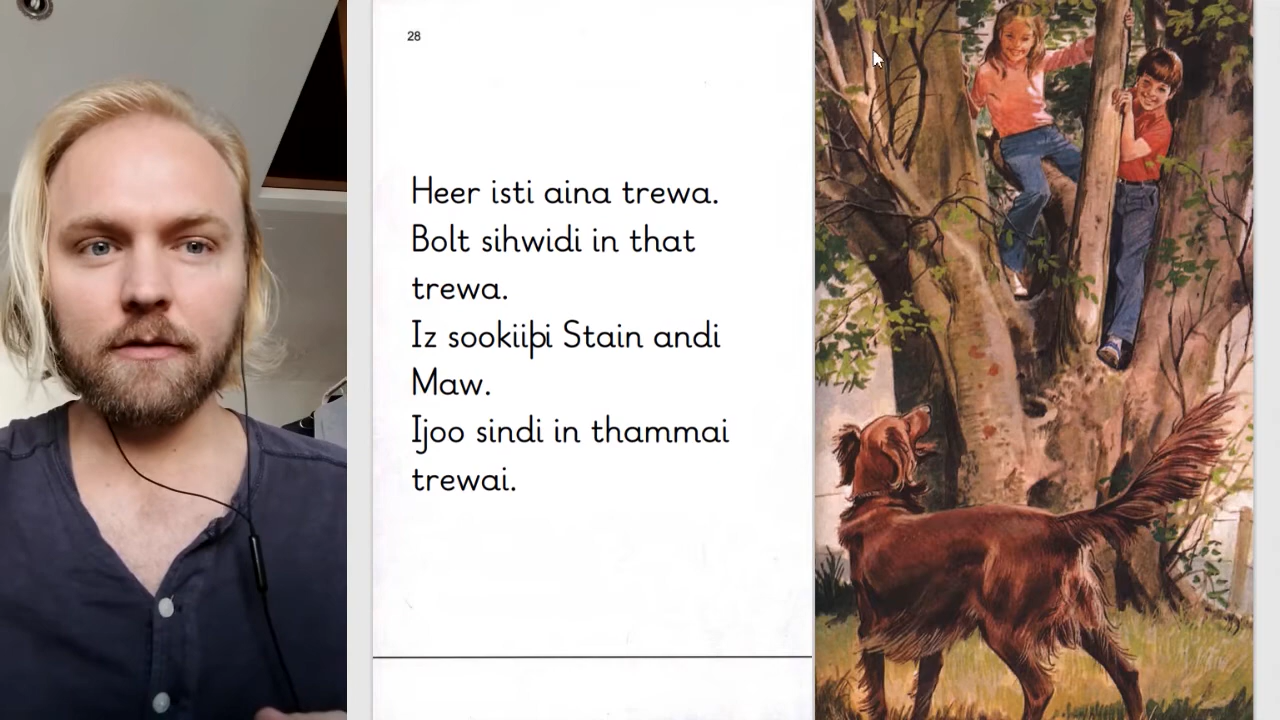 28
Heer isti aina trewa.
Bolt sihwidi in that
trewa.
Iz sookiiþi Stain andi
Maw.
Ijoo sindi in thammai
trewai.